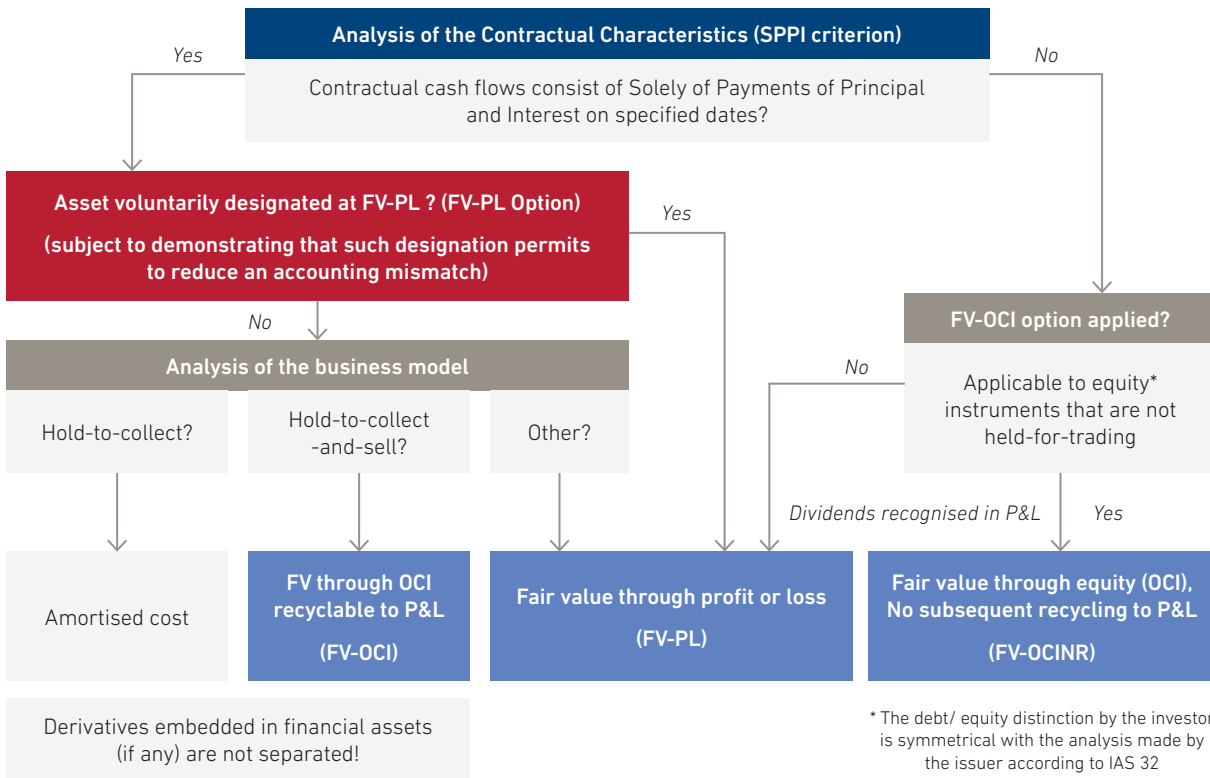 Analysis of the Contractual Characteristics (SPPI criterion)
Yes
No
Contractual cash flows consist of Solely of Payments of Principal
and Interest on specified dates?
Asset voluntarily designated at FV-PL ? (FV-PL Option)
(subject to demonstrating that such designation permits
to reduce an accounting mismatch)
Yes
No
FV-OCI option applied?
Analysis of the business model
No
Applicable to equity*
instruments that are not
held-for-trading
Hold-to-collect?
Hold-to-collect
-and-sell?
Other?
Dividends recognised in P&L
Yes
Amortised cost
FV through OCI
recyclable to P&L
(FV-OCI)
Fair value through profit or loss
(FV-PL)
Fair value through equity (OCI),
No subsequent recycling to P&L
(FV-OCINR)
Derivatives embedded in financial assets
(if any) are not separated!
* The debt/ equity distinction by the investor
is symmetrical with the analysis made by
the issuer according to IAS 32